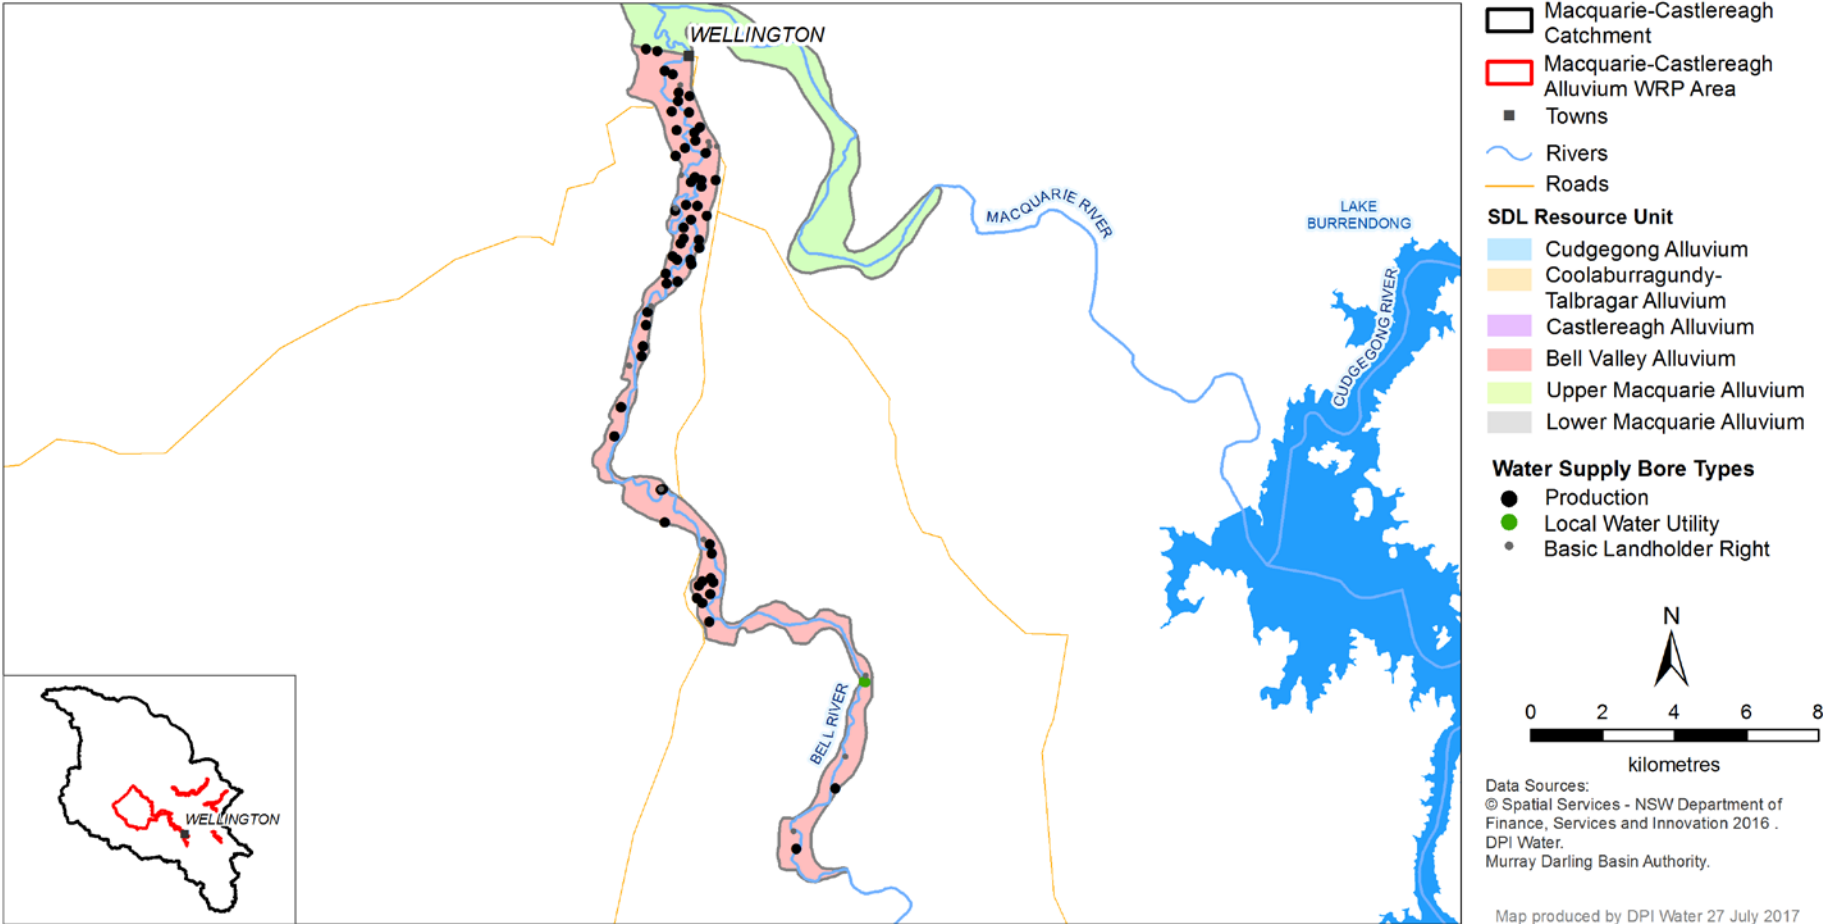 WELLINGTON
MACQUARIE RIVER
LAKE
BURRENDONG
CUDGEGONG RIVER
BELL RIVER
WELLINGTON
Macquarie-Castlereagh
Catchment
Macquarie-Castlereagh
Alluvium WRP Area
Towns
Rivers
Roads
SDL Resource Unit
Cudgegong Alluvium
Coolaburragundy-
Talbragar Alluvium
Castlereagh Alluvium
Bell Valley Alluvium
Upper Macquarie Alluvium
Lower Macquarie Alluvium
Water Supply Bore Types
Production
Local Water Utility
Basic Landholder Right
N
0 2 4 6 8
kilometres
Data Sources:
© Spatial Services - NSW Department of
Finance, Services and Innovation 2016 .
DPI Water.
Murray Darling Basin Authority.
Map produced by DPI Water 27 July 2017